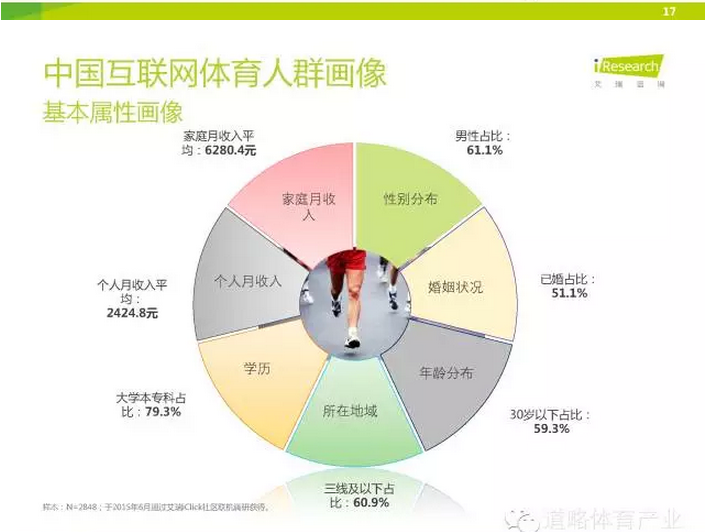 17
中国互联网体育人群画像
基本属性画像
iResearch
艾 瑞 咨 询
家庭月收入平
均：6280.4元
男性占比：
61.1%
家庭月收
入
性别分布
个人月收入平
均：
2424.8元
个人月收入
婚姻状况
已婚占比：
51.1%
学历
年龄分布
大学本专科占
比：79.3%
所在地域
30岁以下占比：
59.3%
三线及以下占
比：60.9%
样本：N=2848；于2015年6月通过艾瑞iClick社区联机调研获得。
道略体育产业